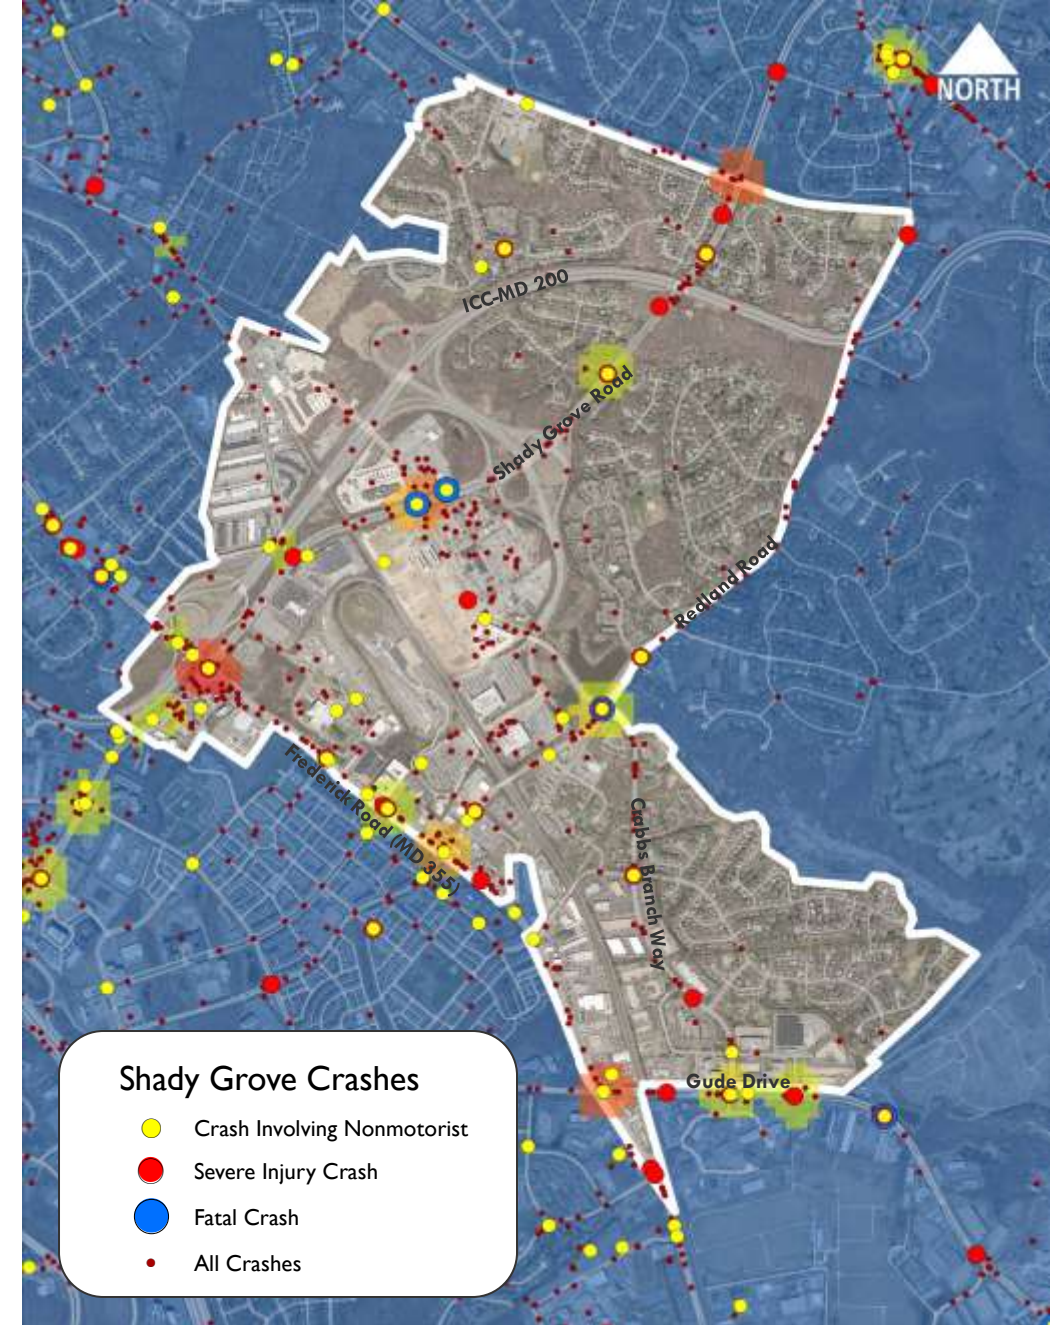 NORTH
ICC-MD 200
Shady Grove Road
Redland Road
Frederick Road (MD 355)
Crabbs Branch Way
Gude Drive
Shady Grove Crashes
Crash Involving Nonmotorist
Severe Injury Crash
Fatal Crash
All Crashes